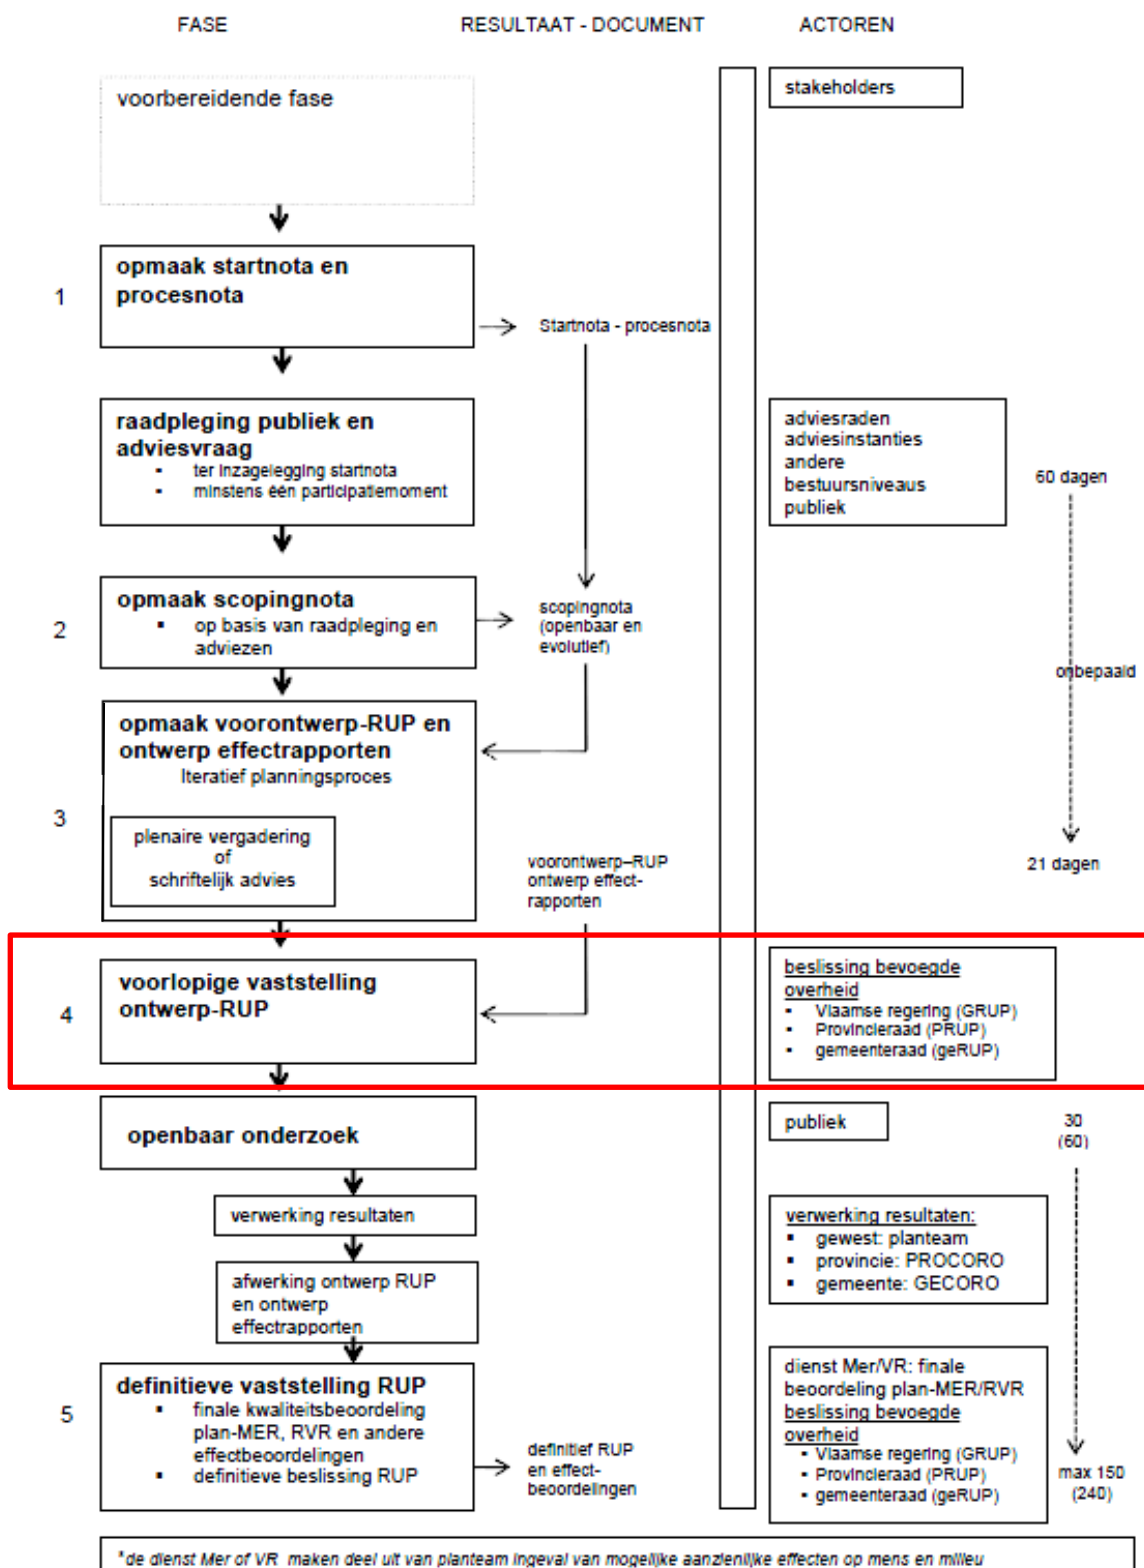 FASE
RESULTAAT - DOCUMENT
ACTOREN
voorbereidende fase
stakeholders
1
opmaak startnota en
procesnota
Startnota - procesnota
raadpleging publiek en
adviesvraag
▪ ter inzagelegging startnota
▪ minstens één participatiemoment
adviesraden
adviesinstanties
andere
bestuursniveaus
publiek
60 dagen
2
opmaak scopingnota
▪ op basis van raadpleging en
adviezen
scopingnota
(openbaar en
evolutief)
onbepaald
3
opmaak voorontwerp-RUP en
ontwerp effectrapporten
Iteratief planningsproces
plenaire vergadering
of
schriftelijk advies
voorontwerp–RUP
ontwerp effect-
rapporten
21 dagen
4
voorlopige vaststelling
ontwerp-RUP
beslissing bevoegde
overheid
▪ Vlaamse regering (GRUP)
▪ Provincieraad (PRUP)
▪ gemeenteraad (geRUP)
openbaar onderzoek
publiek
30
(60)
verwerking resultaten
verwerking resultaten:
▪ gewest: planteam
▪ provincie: PROCORO
▪ gemeente: GECORO
afwerking ontwerp RUP
en ontwerp
effectrapporten
5
definitieve vaststelling RUP
▪ finale kwaliteitsbeoordeling
plan-MER, RVR en andere
effectbeoordelingen
▪ definitieve beslissing RUP
definitief RUP
en effect-
beoordelingen
dienst Mer/VR: finale
beoordeling plan-MER/RVR
beslissing bevoegde
overheid
▪ Vlaamse regering (GRUP)
▪ Provincieraad (PRUP)
▪ gemeenteraad (geRUP)
max 150
(240)
*de dienst Mer of VR maken deel uit van planteam ingeval van mogelijke aanzienlijke effecten op mens en milieu